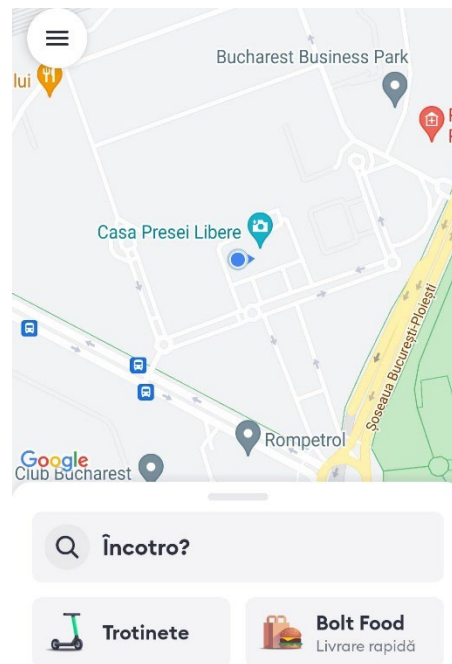 Bucharest Business Park
lui
Casa Presei Libere
Șoseaua București-Ploiești
Rompetrol
Google
Club Bucharest
Încotro?
Trotinete
Bolt Food
Livrare rapidă